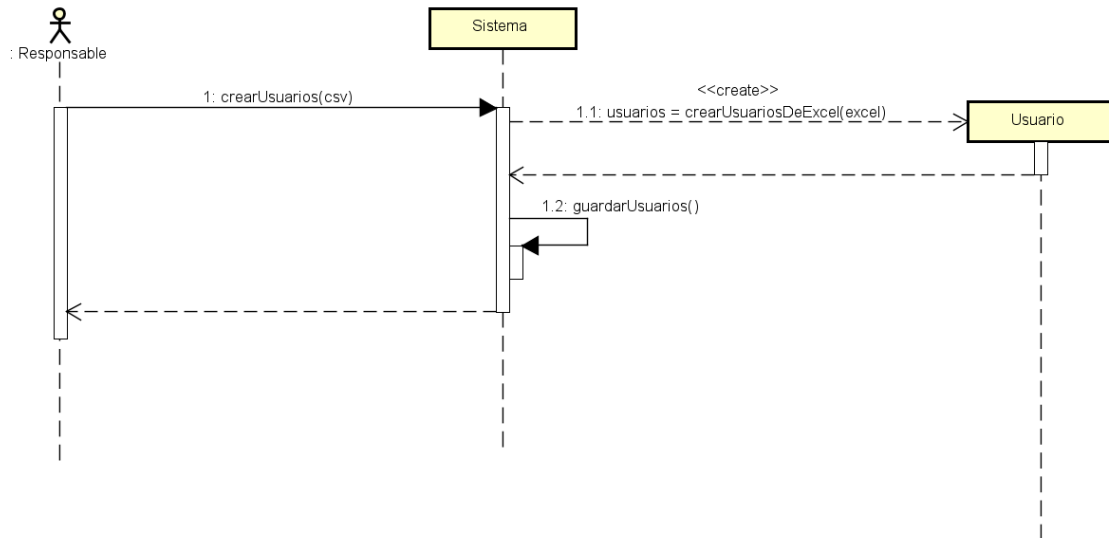 Sistema
: Responsable
1: crearUsuarios(csv)
<<create>>
1.1: usuarios = crearUsuariosDeExcel(excel)
Usuario
1.2: guardarUsuarios()